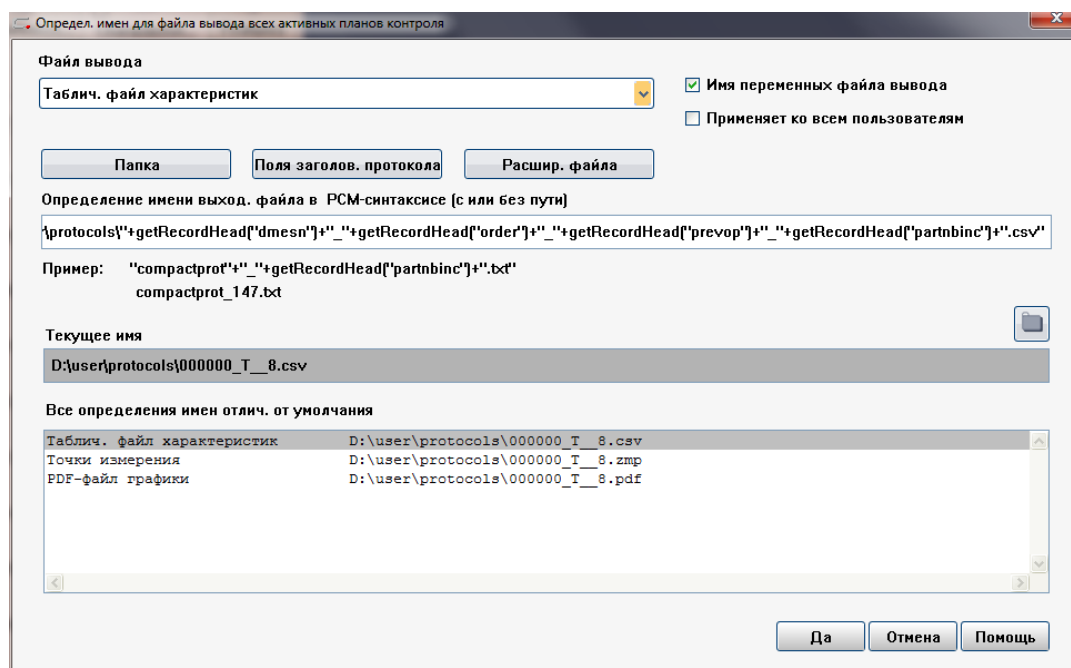 Определ. имен для файла вывода всех активных планов контроля
Файл вывода
Таблич. файл характеристик
Имя переменных файла вывода
Применяет ко всем пользователям
Папка
Поля заголов. протокола
Расшир. файла
Определение имени выход. файла в PCM-синтаксисе (с или без пути)
\protocols\"+getRecordHead("dmesn")+"_"+getRecordHead("order")+"_"+getRecordHead("prevop")+"_"+getRecordHead("partnbinc")+".csv"
Пример: "compactprot"+"_"+getRecordHead("partnbinc")+".txt"
compactprot_147.txt
Текущее имя
D:\user\protocols\000000_T__8.csv
Все определения имен отлич. от умолчания
Таблич. файл характеристик D:\user\protocols\000000_T__8.csv
Точки измерения D:\user\protocols\000000_T__8.zmp
PDF-файл графики D:\user\protocols\000000_T__8.pdf
Да
Отмена
Помощь